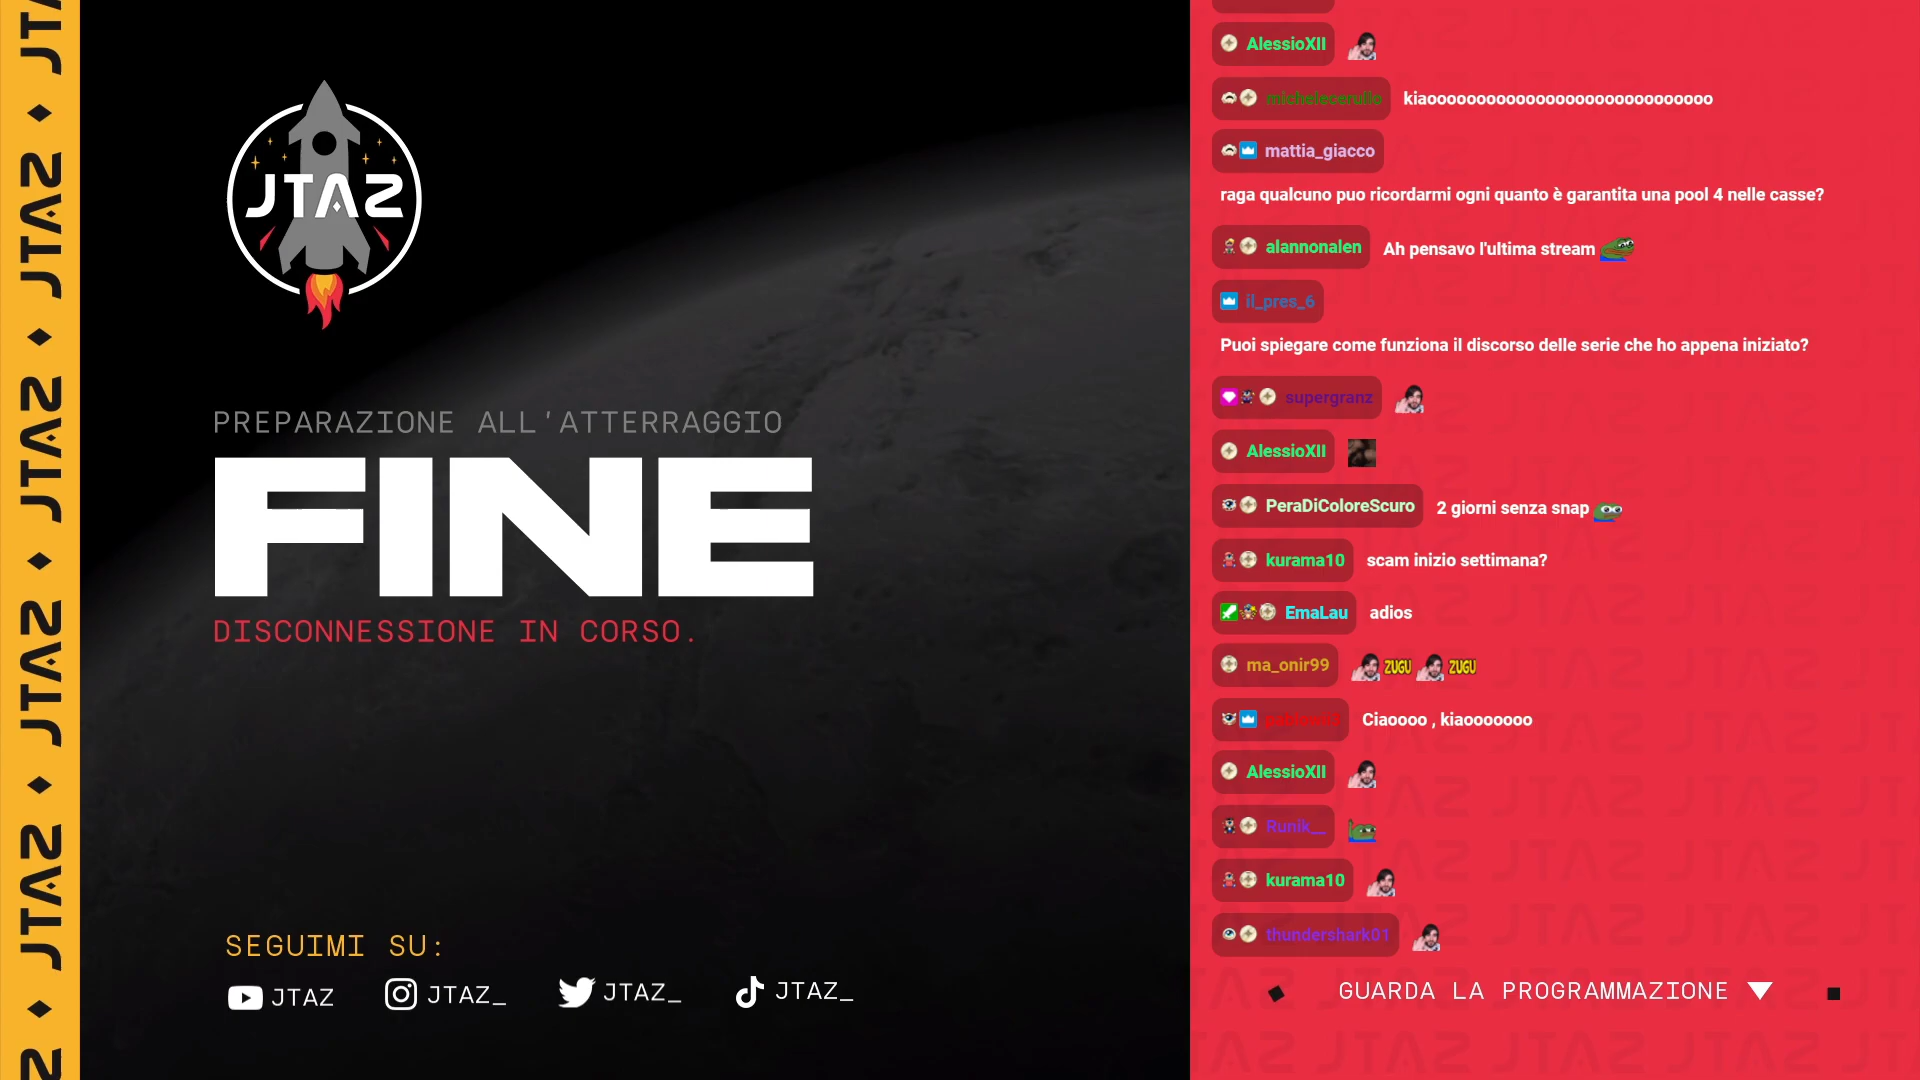 JTAZ
JTAZ
JTAZ
JTAZ
JTAZ
PREPARAZIONE ALL'ATTERRAGGIO
FINE
DISCONNESSIONE IN CORSO.
SEGUIMI SU:
JTAZ
JTAZ_
JTAZ_
JTAZ_
AlessioXII
michelecerullo kiaooooooooooooooooooooooooooooo
mattia_giacco
raga qualcuno puo ricordarmi ogni quanto è garantita una pool 4 nelle casse?
alannonalen Ah pensavo l'ultima stream
il_pres_6
Puoi spiegare come funziona il discorso delle serie che ho appena iniziato?
supergranz
AlessioXII
PeraDiColoreScuro 2 giorni senza snap
kurama10 scam inizio settimana?
EmaLau adios
ma_onir99 ZUGU ZUGU
Ciaoooo , kiaooooooo
AlessioXII
Runik__
kurama10
thundershark01
GUARDA LA PROGRAMMAZIONE